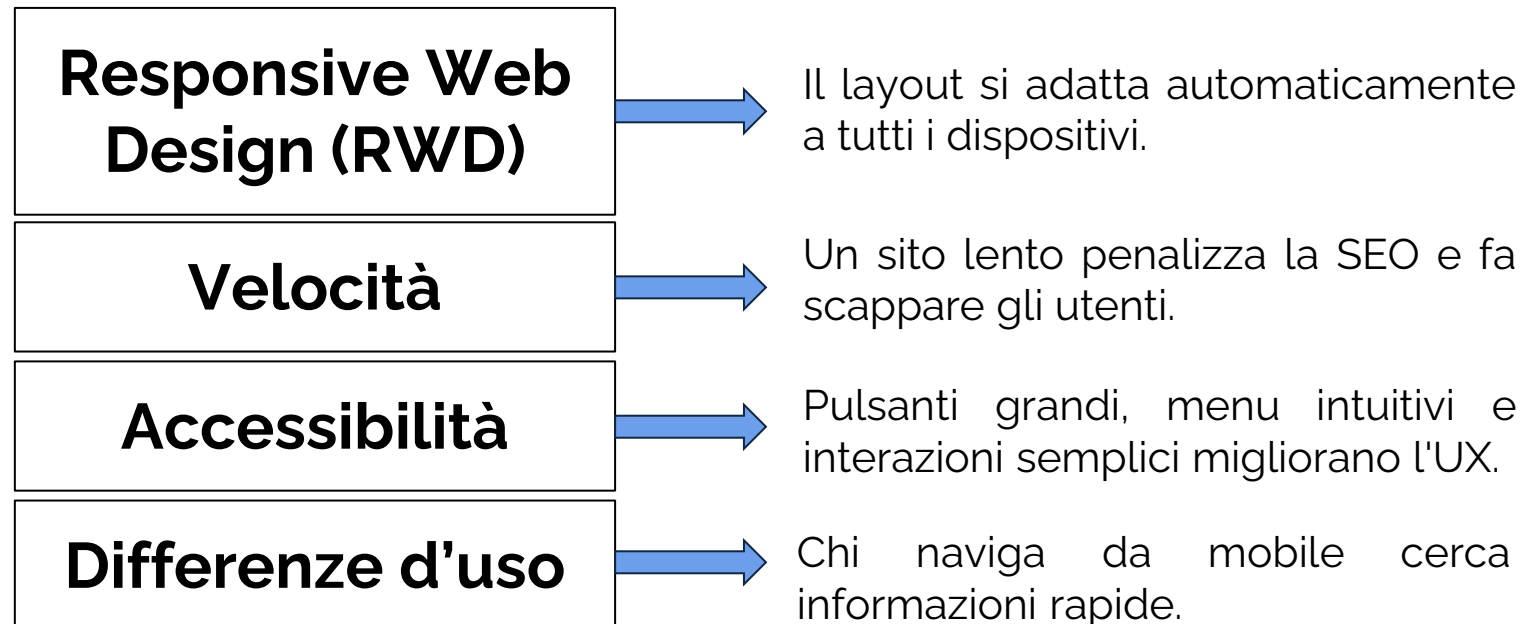 Responsive Web
Design (RWD)
Il layout si adatta automaticamente
a tutti i dispositivi.
Velocità
Un sito lento penalizza la SEO e fa
scappare gli utenti.
Accessibilità
Pulsanti grandi, menu intuitivi e
interazioni semplici migliorano l'UX.
Differenze d’uso
Chi naviga da mobile cerca
informazioni rapide.